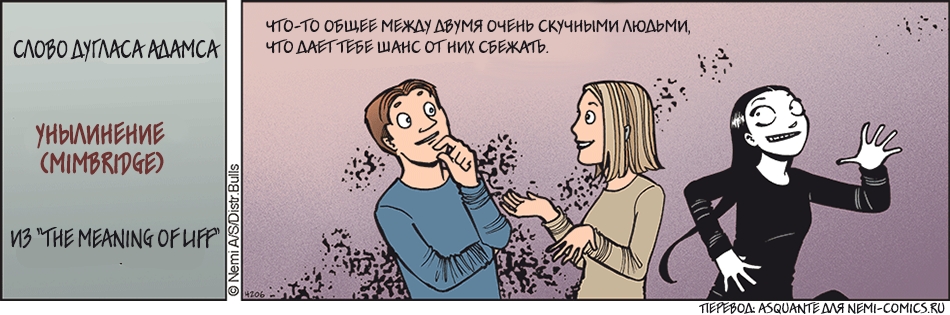 СЛОВО ДУГЛАСА АДАМСА
УНЫЛИНЕНИЕ
(MIMBRIDGE)
ИЗ "THE MEANING OF LIFF"
© Nemi A/S/Distr.Bulls
ЧТО-ТО ОБЩЕЕ МЕЖДУ ДВУМЯ ОЧЕНЬ СКУЧНЫМИ ЛЮДЬМИ,
ЧТО ДАЕТ ТЕБЕ ШАНС ОТ НИХ СБЕЖАТЬ.
4206
ПЕРЕВОД: ASQUANTE ДЛЯ NEMI-COMICS.RU